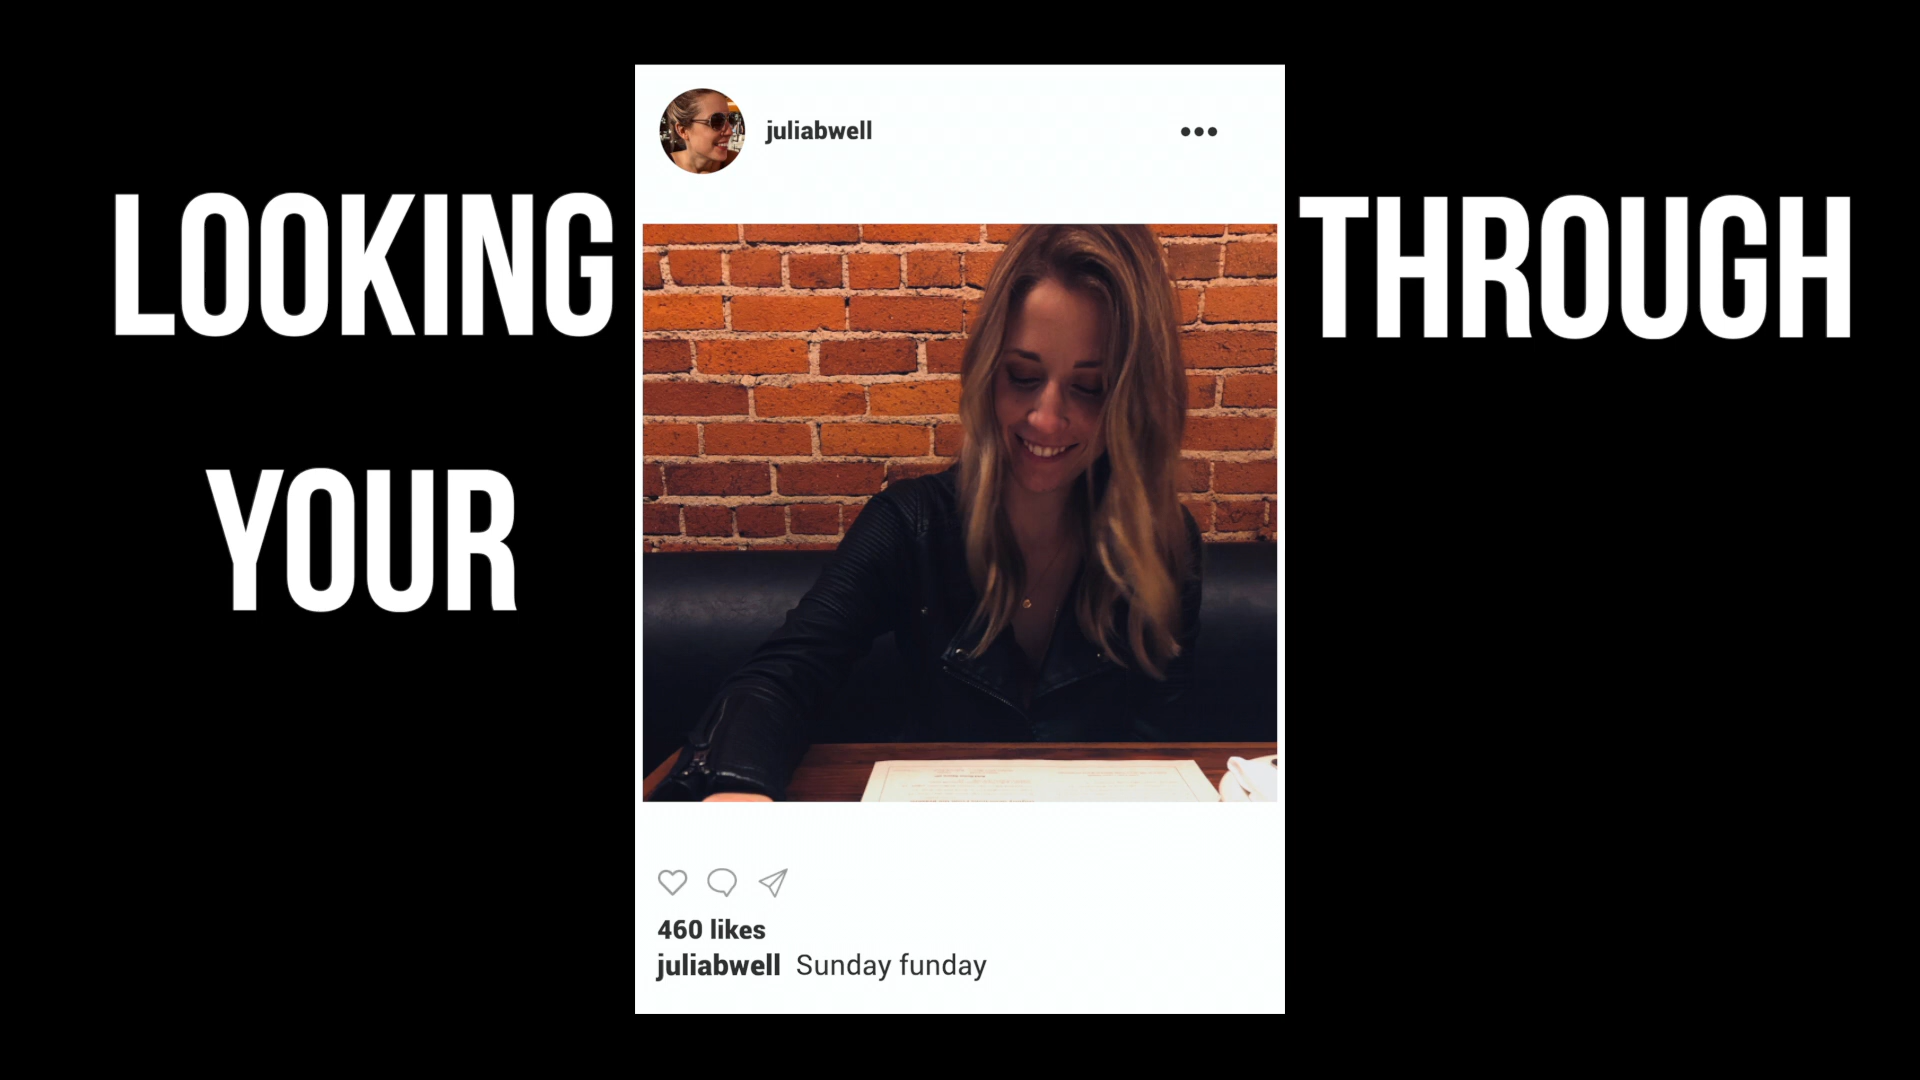 juliabwell
LOOKING THROUGH
YOUR
460 likes
juliabwell Sunday funday